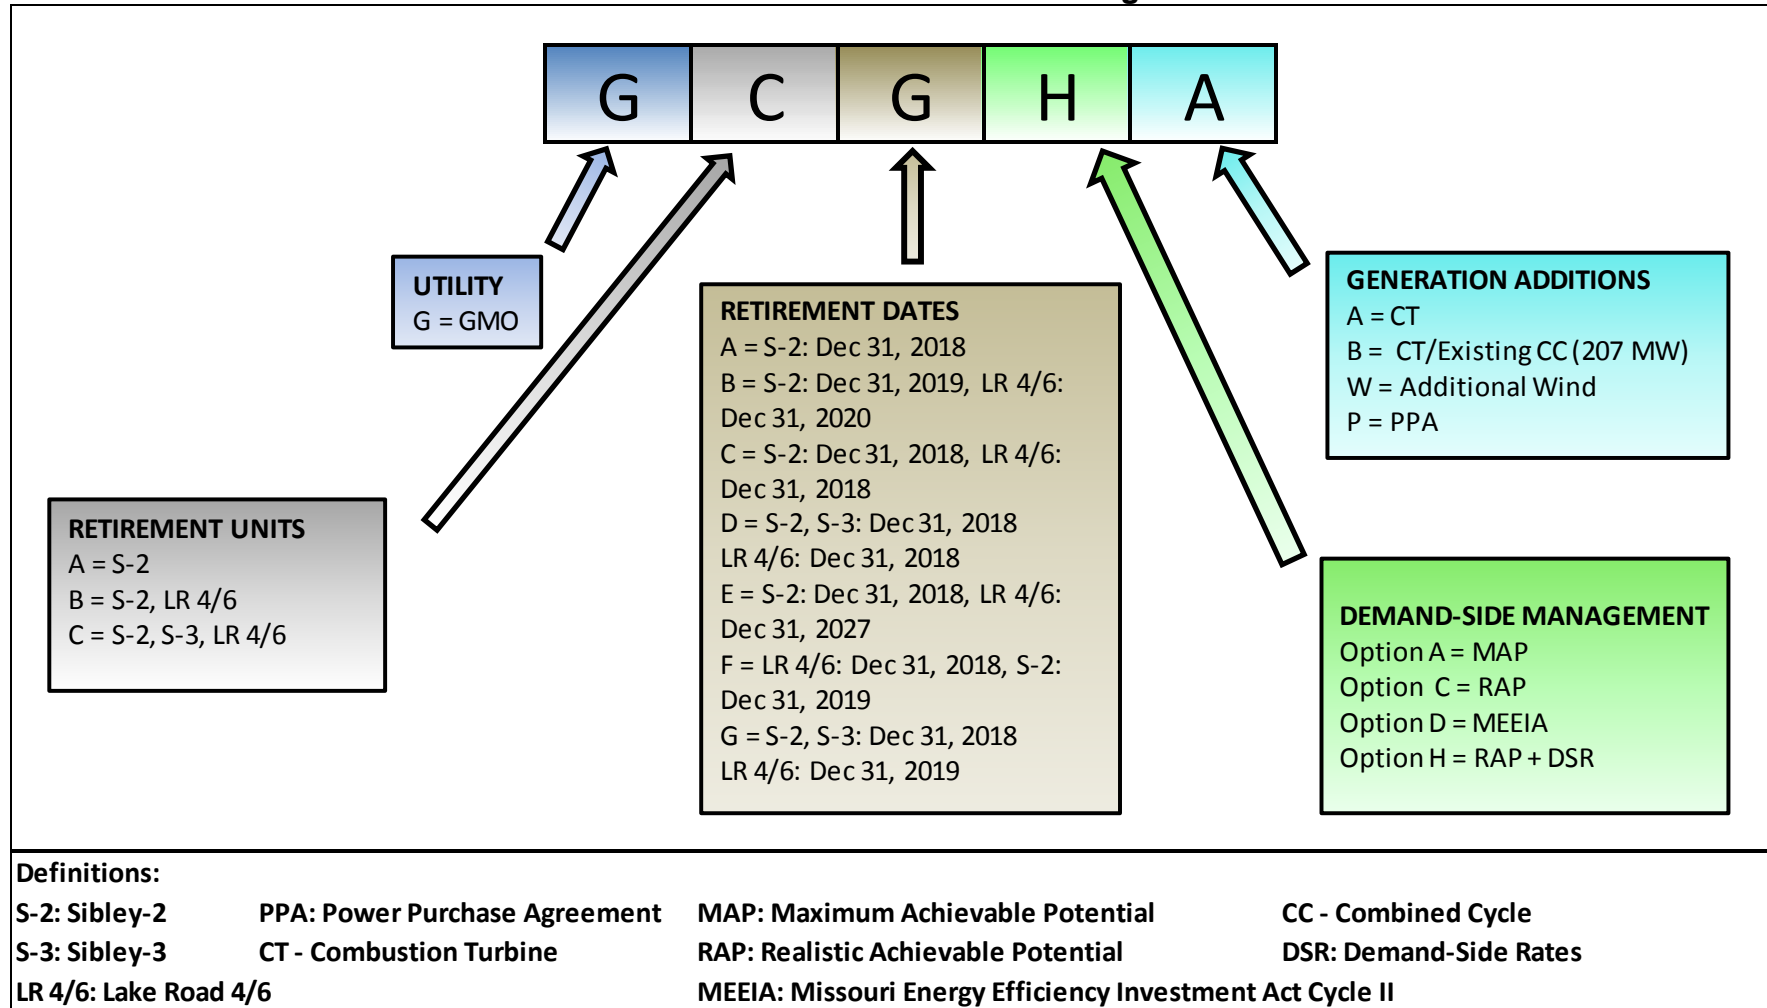 G C G H A
UTILITY
G = GMO
RETIREMENT UNITS
A = S-2
B = S-2, LR 4/6
C = S-2, S-3, LR 4/6
RETIREMENT DATES
A = S-2: Dec 31, 2018
B = S-2: Dec 31, 2019, LR 4/6:
Dec 31, 2020
C = S-2: Dec 31, 2018, LR 4/6:
Dec 31, 2018
D = S-2, S-3: Dec 31, 2018
LR 4/6: Dec 31, 2018
E = S-2: Dec 31, 2018, LR 4/6:
Dec 31, 2027
F = LR 4/6: Dec 31, 2018, S-2:
Dec 31, 2019
G = S-2, S-3: Dec 31, 2018
LR 4/6: Dec 31, 2019
GENERATION ADDITIONS
A = CT
B = CT/Existing CC (207 MW)
W = Additional Wind
P = PPA
DEMAND-SIDE MANAGEMENT
Option A = MAP
Option C = RAP
Option D = MEEIA
Option H = RAP + DSR
Definitions:
S-2: Sibley-2 PPA: Power Purchase Agreement MAP: Maximum Achievable Potential CC - Combined Cycle
S-3: Sibley-3 CT - Combustion Turbine RAP: Realistic Achievable Potential DSR: Demand-Side Rates
LR 4/6: Lake Road 4/6 MEEIA: Missouri Energy Efficiency Investment Act Cycle II